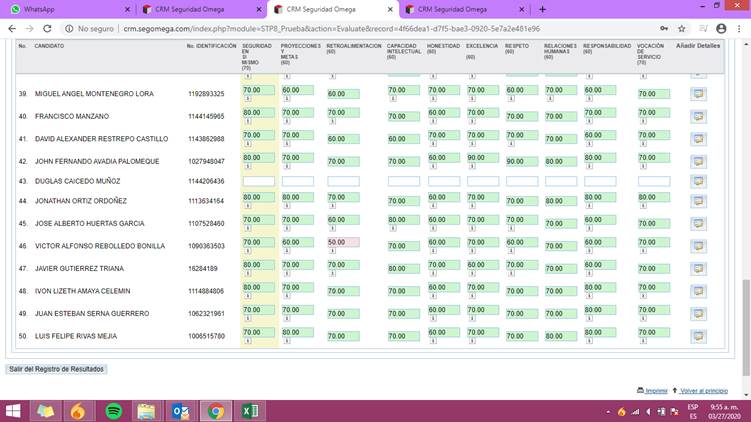 WhatsApp CRM Seguridad Omega CRM Seguridad Omega CRM Seguridad Omega
No seguro | crm.segomega.com/index.php?module=STP8_Prueba&action=Evaluate&record=4f66dea1-d7f5-bae3-0920-5e7a2e481e96
No. CANDIDATO No. IDENTIFICACIÓN SEGURIDAD EN SI MISMO (70) PROYECCIONES Y METAS (60) RETROALIMENTACION (60) CAPACIDAD INTELECTUAL (60) HONESTIDAD (60) EXCELENCIA (60) RESPETO (60) RELACIONES HUMANAS (60) RESPONSABILIDAD (60) VOCACIÓN DE SERVICIO (70) Añadir Detalles
39. MIGUEL ANGEL MONTENEGRO LORA 1192893325 70.00 60.00 60.00 70.00 60.00 70.00 60.00 70.00 60.00 70.00
40. FRANCISCO MANZANO 1144145965 80.00 70.00 70.00 70.00 60.00 70.00 70.00 70.00 60.00 70.00
41. DAVID ALEXANDER RESTREPO CASTILLO 1143862988 70.00 70.00 60.00 60.00 70.00 70.00 70.00 70.00 70.00 70.00
42. JOHN FERNANDO AVADIA PALOMEQUE 1027948047 80.00 70.00 70.00 70.00 60.00 90.00 90.00 80.00 80.00 80.00
43. DUGLAS CAICEDO MUÑOZ 1144206436
44. JONATHAN ORTIZ ORDOÑEZ 1113634164 80.00 80.00 70.00 70.00 80.00 80.00 70.00 70.00 80.00 80.00
45. JOSE ALBERTO HUERTAS GARCIA 1107528460 70.00 70.00 60.00 80.00 60.00 70.00 60.00 70.00 60.00 70.00
46. VICTOR ALFONSO REBOLLEDO BONILLA 1090363503 70.00 60.00 50.00 70.00 60.00 70.00 60.00 70.00 60.00 70.00
47. JAVIER GUTIERREZ TRIANA 16284189 80.00 70.00 70.00 80.00 70.00 70.00 70.00 70.00 60.00 70.00
48. IVON LIZETH AMAYA CELEMIN 1114884806 70.00 70.00 70.00 70.00 60.00 70.00 70.00 70.00 70.00 70.00
49. JUAN ESTEBAN SERNA GUERRERO 1062321961 70.00 70.00 70.00 70.00 60.00 70.00 70.00 70.00 60.00 70.00
50. LUIS FELIPE RIVAS MEJIA 1006515780 70.00 80.00 70.00 70.00 60.00 70.00 70.00 80.00 70.00 70.00
Salir del Registro de Resultados
Imprimir Volver al principio
ESP 9:55 a. m.
ES 03/27/2020